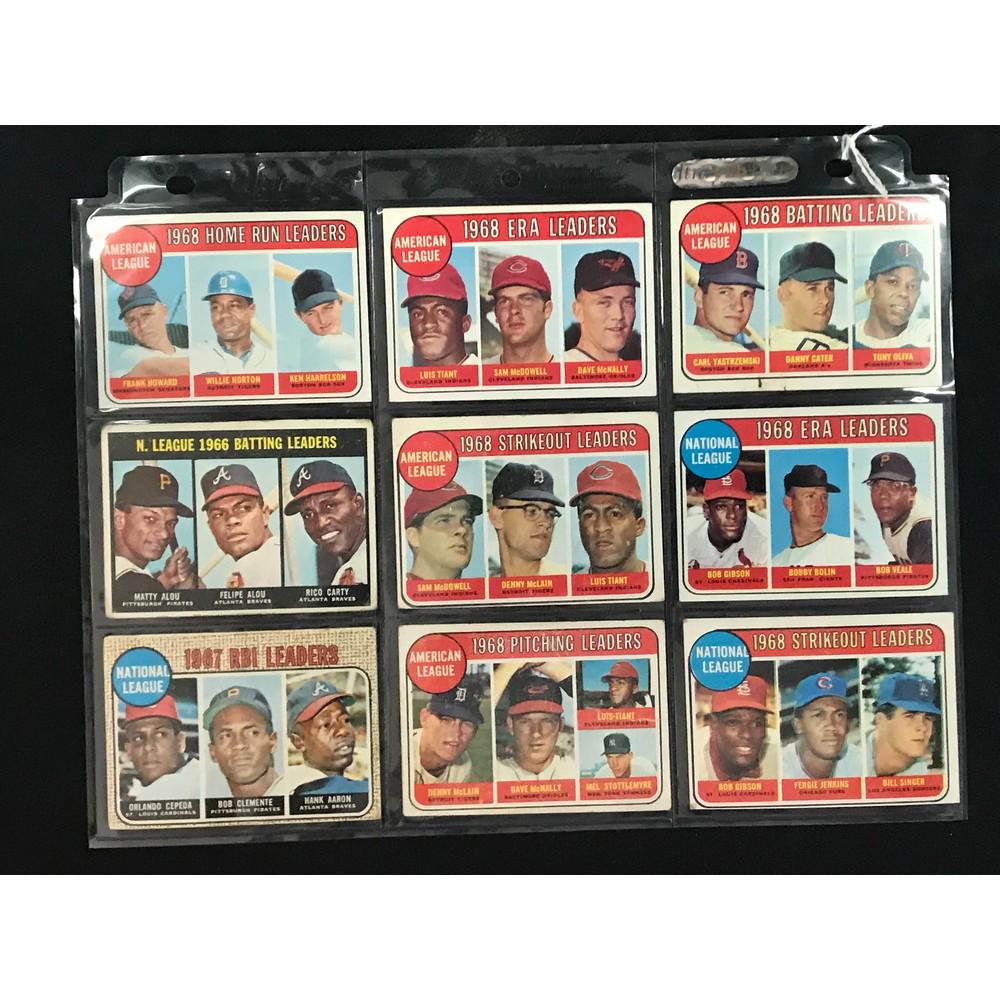 1968 HOME RUN LEADERS
AMERICAN
LEAGUE
FRANK HOWARD WILLIE HORTON KEN HARRELSON
WASHINGTON SENATORS DETROIT TIGERS BOSTON RED SOX
1968 ERA LEADERS
AMERICAN
LEAGUE
LUIS TIANT SAM McDOWELL DAVE McNALLY
CLEVELAND INDIANS CLEVELAND INDIANS BALTIMORE ORIOLES
1968 BATTING LEADERS
AMERICAN
LEAGUE
B T
CARL YASTRZEMSKI DANNY CATER TONY OLIVA
BOSTON RED SOX OAKLAND A's MINNESOTA TWINS
N. LEAGUE 1966 BATTING LEADERS
P A A
MATTY ALOU FELIPE ALOU RICO CARTY
PITTSBURGH PIRATES ATLANTA BRAVES ATLANTA BRAVES
1968 STRIKEOUT LEADERS
AMERICAN
LEAGUE
D C
SAM McDOWELL DENNY McLAIN LUIS TIANT
CLEVELAND INDIANS DETROIT TIGERS CLEVELAND INDIANS
1968 ERA LEADERS
NATIONAL
LEAGUE
P
BOB GIBSON BOBBY BOLIN BOB VEALE
ST. LOUIS CARDINALS SAN FRAN. GIANTS PITTSBURGH PIRATES
1967 RBI LEADERS
NATIONAL
LEAGUE
P A
ORLANDO CEPEDA BOB CLEMENTE HANK AARON
ST. LOUIS CARDINALS PITTSBURGH PIRATES ATLANTA BRAVES
1968 PITCHING LEADERS
AMERICAN
LEAGUE
D
LUIS TIANT
CLEVELAND INDIANS
DENNY McLAIN DAVE McNALLY MEL STOTTLEMYRE
DETROIT TIGERS BALTIMORE ORIOLES NEW YORK YANKEES
1968 STRIKEOUT LEADERS
NATIONAL
LEAGUE
C LA
BOB GIBSON FERGIE JENKINS BILL SINGER
ST. LOUIS CARDINALS CHICAGO CUBS LOS ANGELES DODGERS